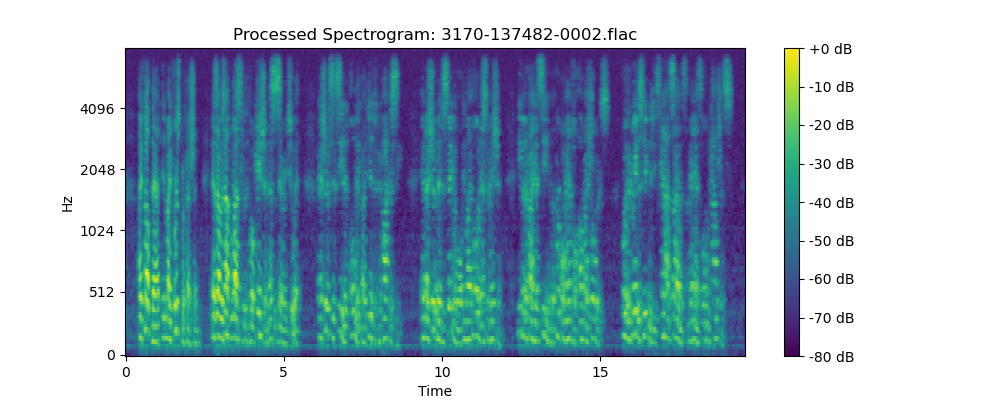 Processed Spectrogram: 3170-137482-0002.flac
Hz
4096
2048
1024
512
0
0
5
10
15
Time
+0 dB
-10 dB
-20 dB
-30 dB
-40 dB
-50 dB
-60 dB
-70 dB
-80 dB